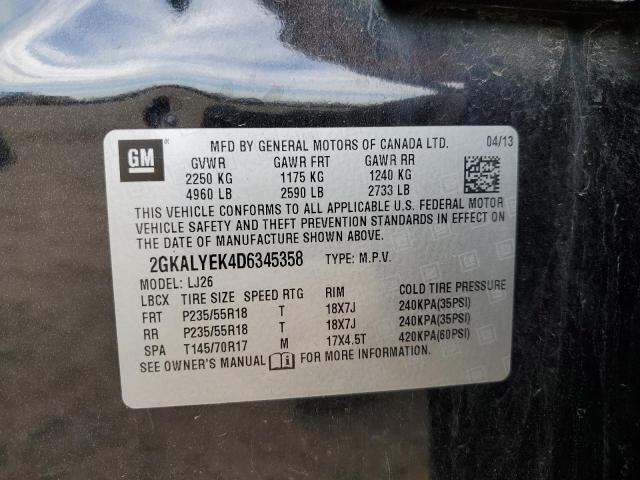 GM
MFD BY GENERAL MOTORS OF CANADA LTD. 04/13
GVWR GAWR FRT GAWR RR
2250 KG 1175 KG 1240 KG
4960 LB 2590 LB 2733 LB
THIS VEHICLE CONFORMS TO ALL APPLICABLE U.S. FEDERAL MOTOR
VEHICLE SAFETY AND THEFT PREVENTION STANDARDS IN EFFECT ON
THE DATE OF MANUFACTURE SHOWN ABOVE.
2GKALYEK4D6345358 TYPE: M.P.V.
MODEL: LJ26
LBCX TIRE SIZE SPEED RTG RIM COLD TIRE PRESSURE
FRT P235/55R18 T 18X7J 240KPA(35PSI)
RR P235/55R18 T 18X7J 240KPA(35PSI)
SPA T145/70R17 M 17X4.5T 420KPA(60PSI)
SEE OWNER'S MANUAL FOR MORE INFORMATION.